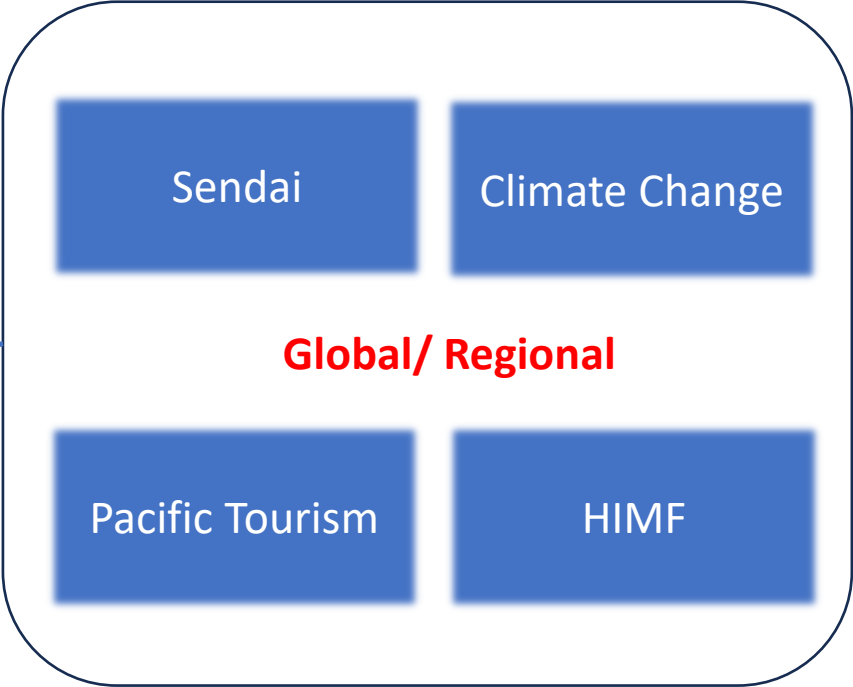 Sendai
Climate Change
Global/ Regional
Pacific Tourism
HIMF